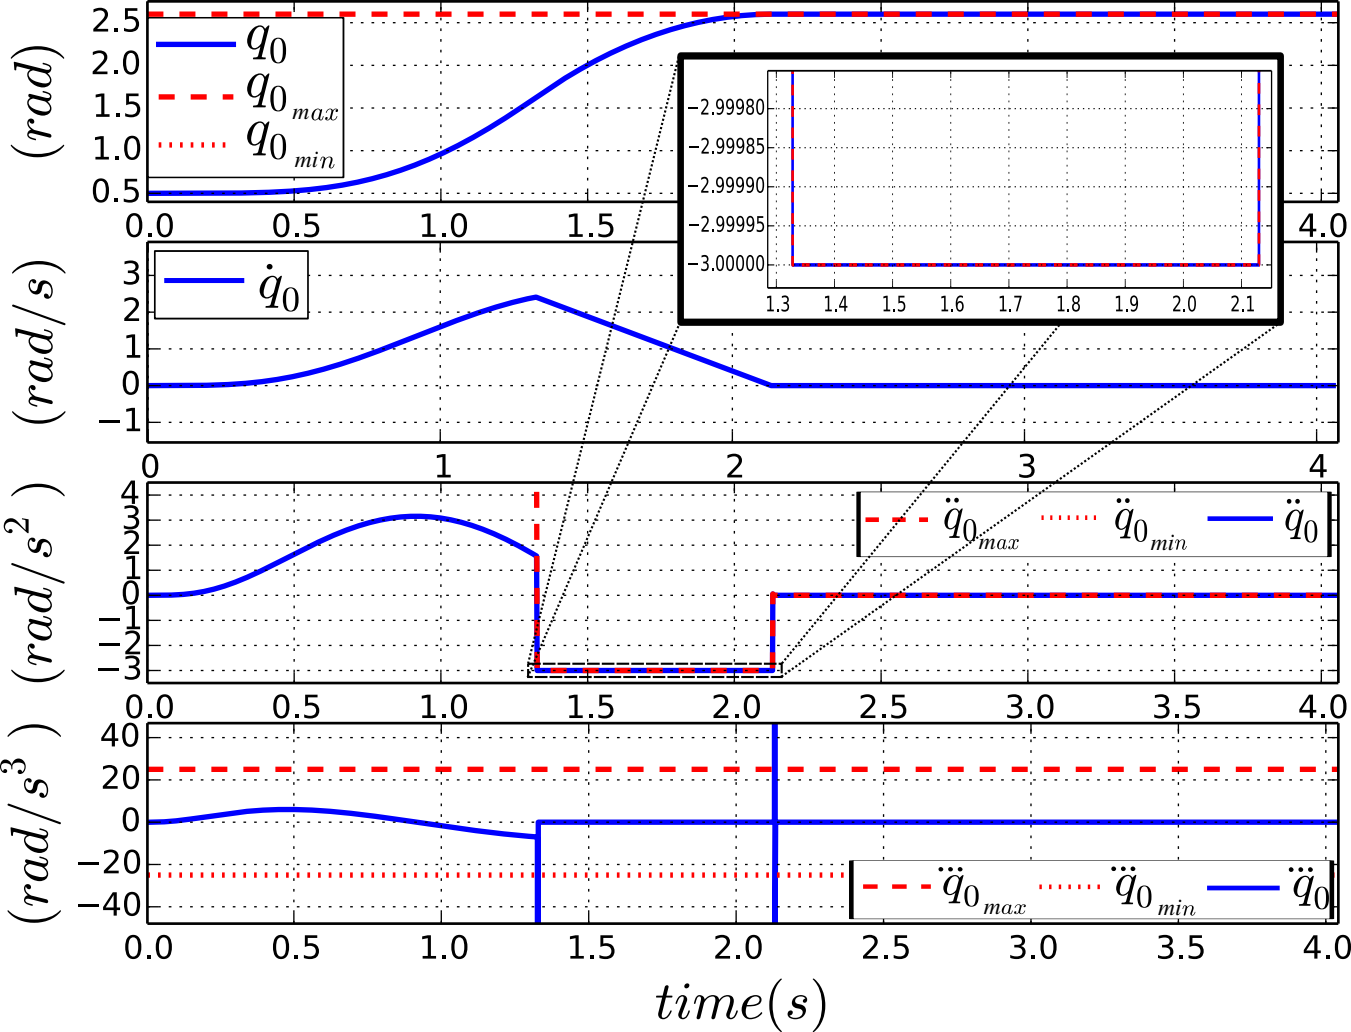 (rad)
2.5
2.0
1.5
1.0
0.5
q₀
q₀ₘₐₓ
q₀ₘᵢₙ
0.0 0.5 1.0 1.5 4.0
−2.99980
−2.99985
−2.99990
−2.99995
−3.00000
1.3 1.4 1.5 1.6 1.7 1.8 1.9 2.0 2.1
(rad/s)
3
2
1
0
−1
q̇₀
0 1 2 3 4
(rad/s²)
4
3
2
1
0
−1
−2
−3
q̈₀ₘₐₓ q̈₀ₘᵢₙ q̈₀
0.0 0.5 1.0 1.5 2.0 2.5 3.0 3.5 4.0
(rad/s³)
40
20
0
−20
−40
q⃛₀ₘₐₓ q⃛₀ₘᵢₙ q⃛₀
0.0 0.5 1.0 1.5 2.0 2.5 3.0 3.5 4.0
time(s)